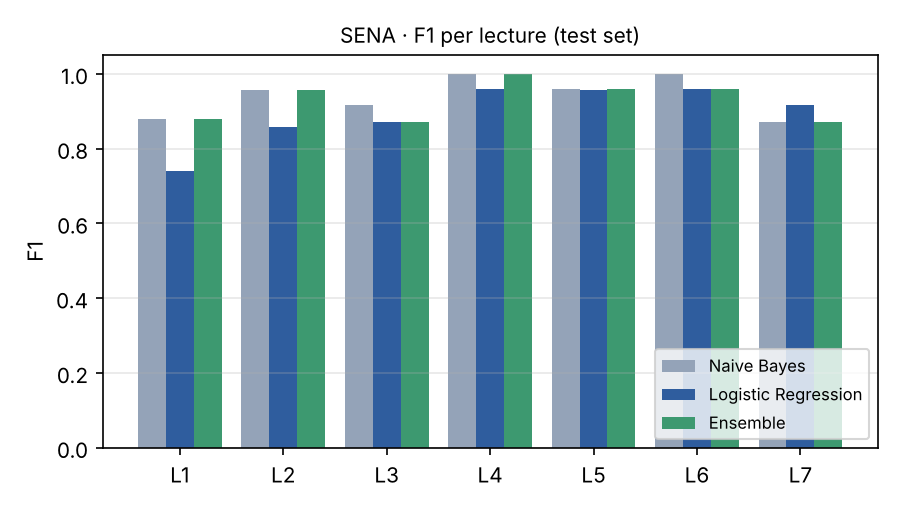 SENA · F1 per lecture (test set)
F1
1.0
0.8
0.6
0.4
0.2
0.0
L1 L2 L3 L4 L5 L6 L7
Naive Bayes
Logistic Regression
Ensemble